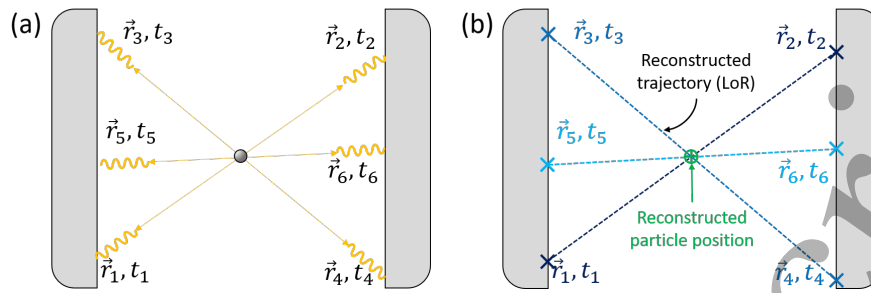 (a)
r⃗₃, t₃
r⃗₂, t₂
r⃗₅, t₅
r⃗₆, t₆
r⃗₁, t₁
r⃗₄, t₄
(b)
r⃗₃, t₃
Reconstructed
trajectory (LoR)
r⃗₂, t₂
r⃗₅, t₅
r⃗₆, t₆
Reconstructed
particle position
r⃗₁, t₁
r⃗₄, t₄